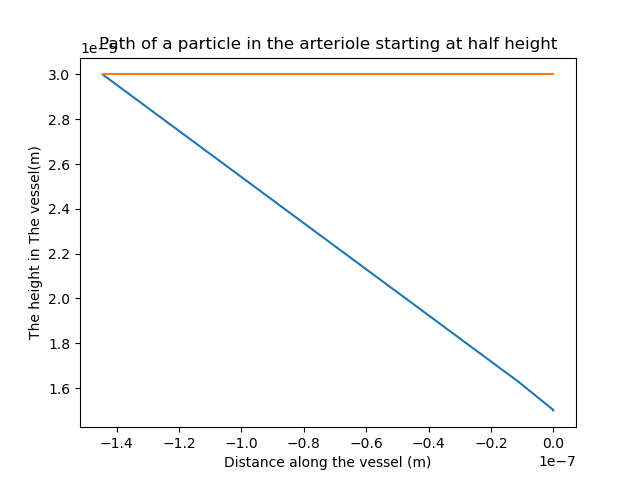 Path of a particle in the arteriole starting at half height
3.0
2.8
2.6
2.4
2.2
2.0
1.8
1.6
The height in The vessel(m)
−1.4 −1.2 −1.0 −0.8 −0.6 −0.4 −0.2 0.0
Distance along the vessel (m)
1e−7